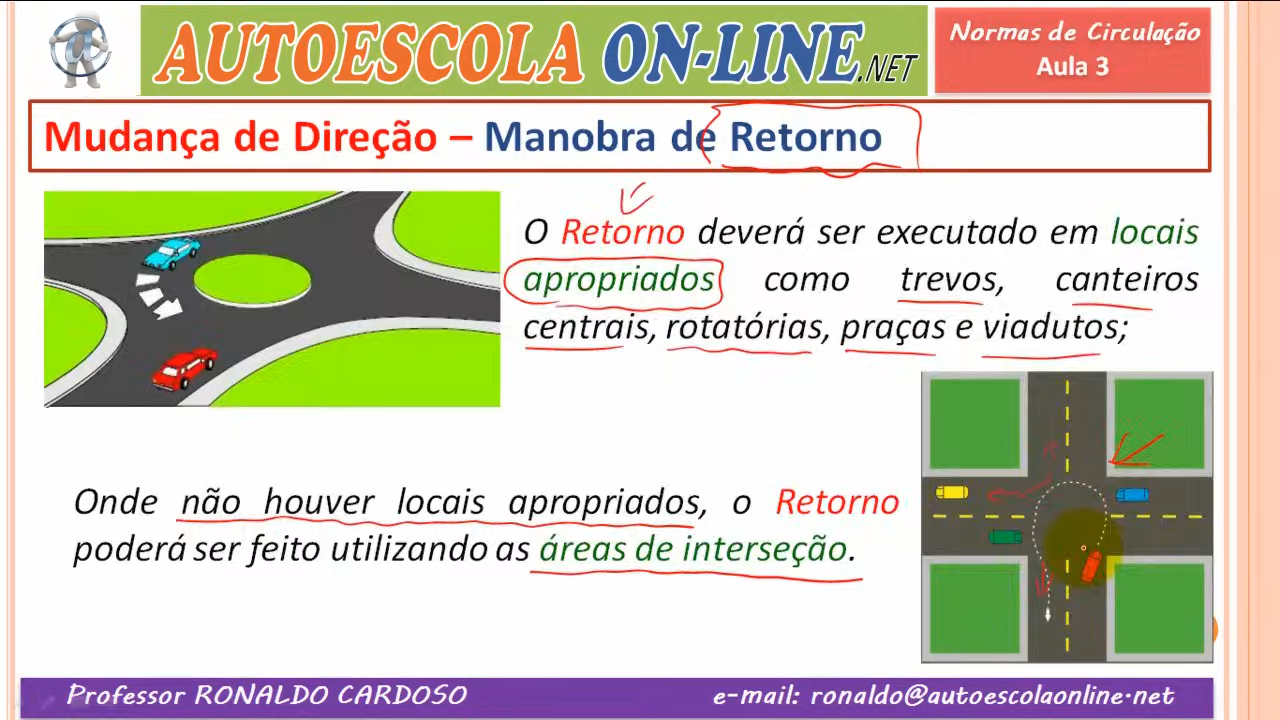 AUTOESCOLA ON-LINE.NET
Normas de Circulação
Aula 3
Mudança de Direção – Manobra de Retorno
O Retorno deverá ser executado em locais
apropriados como trevos, canteiros
centrais, rotatórias, praças e viadutos;
Onde não houver locais apropriados, o Retorno
poderá ser feito utilizando as áreas de interseção.
Professor RONALDO CARDOSO
e-mail: ronaldo@autoescolaonline.net